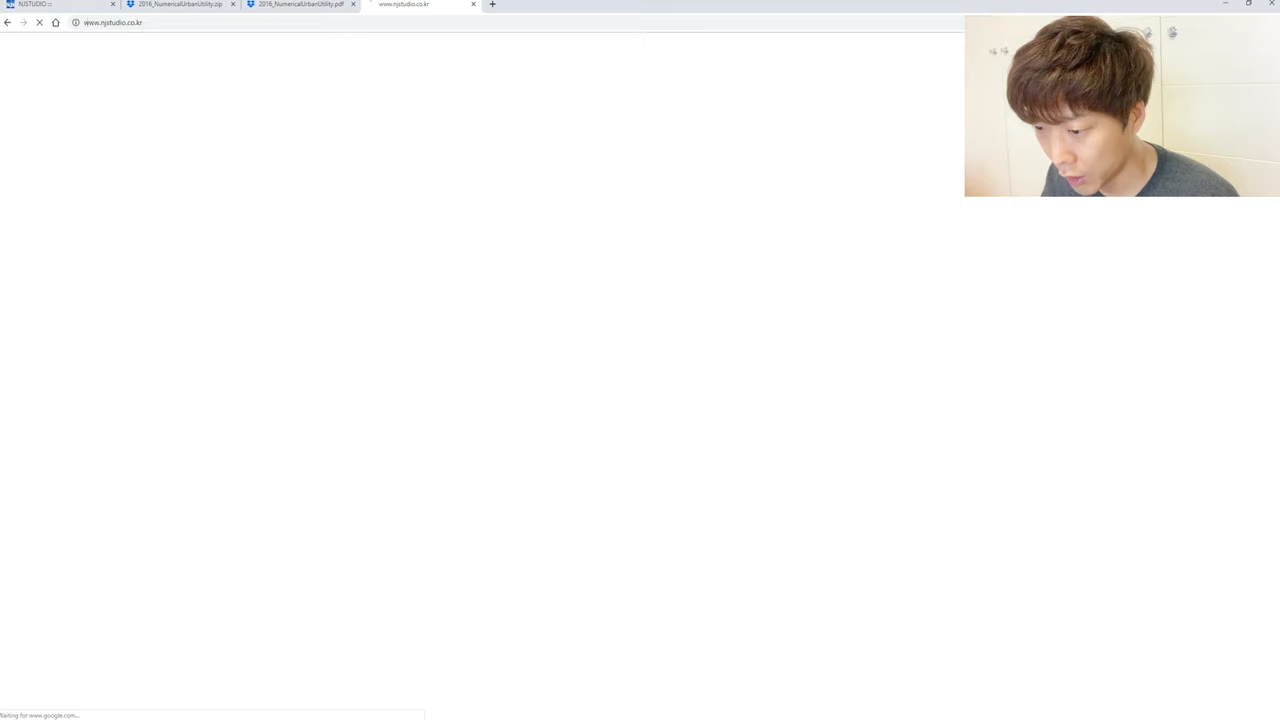 NJSTUDIO ::
2016_NumericalUrbanUtility.zip
2016_NumericalUrbanUtility.pdf
www.njstudio.co.kr
www.njstudio.co.kr
Waiting for www.google.com...